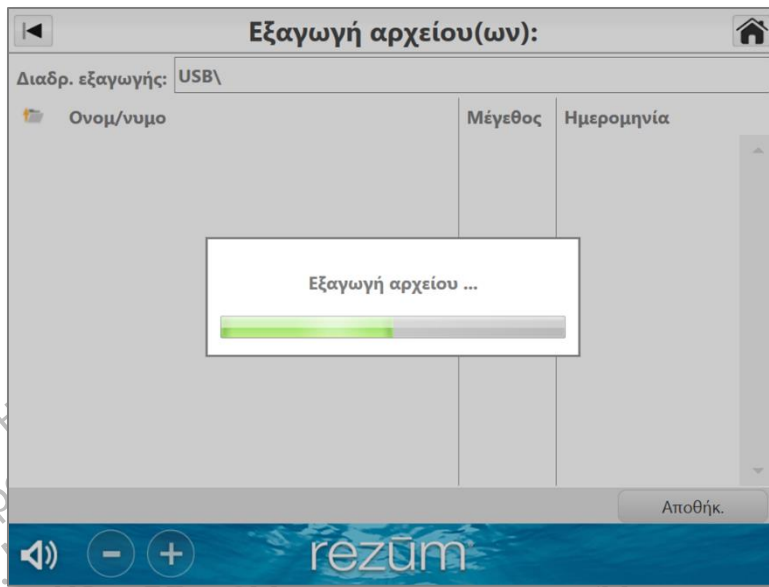 Εξαγωγή αρχείου(ων):
Διαδρ. εξαγωγής: USB\
Ονομ/νυμο Μέγεθος Ημερομηνία
Εξαγωγή αρχείου ...
Αποθήκ.
rezūm